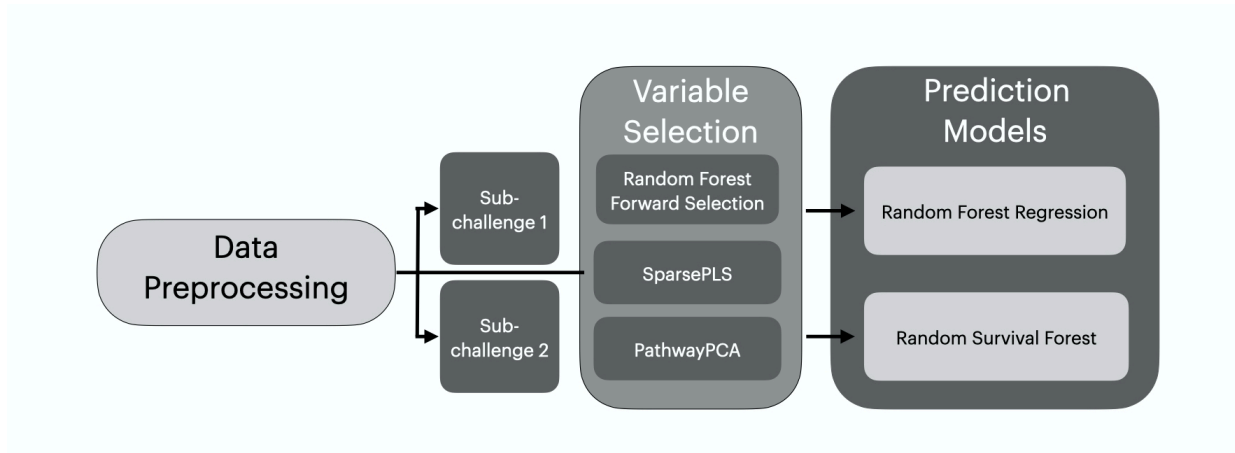 Data
Preprocessing
Sub-
challenge 1
Sub-
challenge 2
Variable
Selection
Random Forest
Forward Selection
SparsePLS
PathwayPCA
Prediction
Models
Random Forest Regression
Random Survival Forest